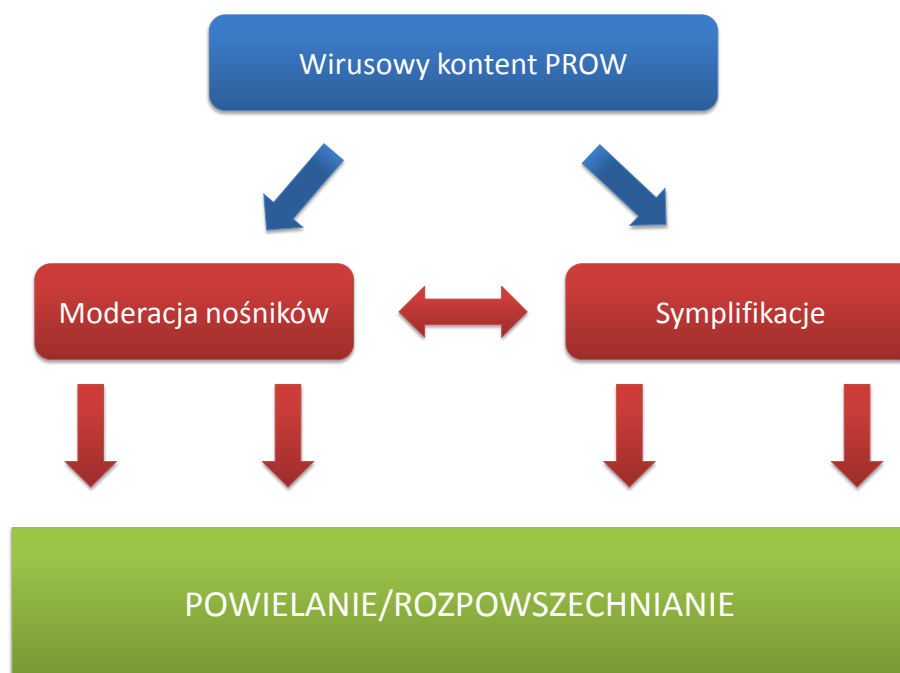 Wirusowy kontent PROW
Moderacja nośników
Symplifikacje
POWIELANIE/ROZPOWSZECHNIANIE